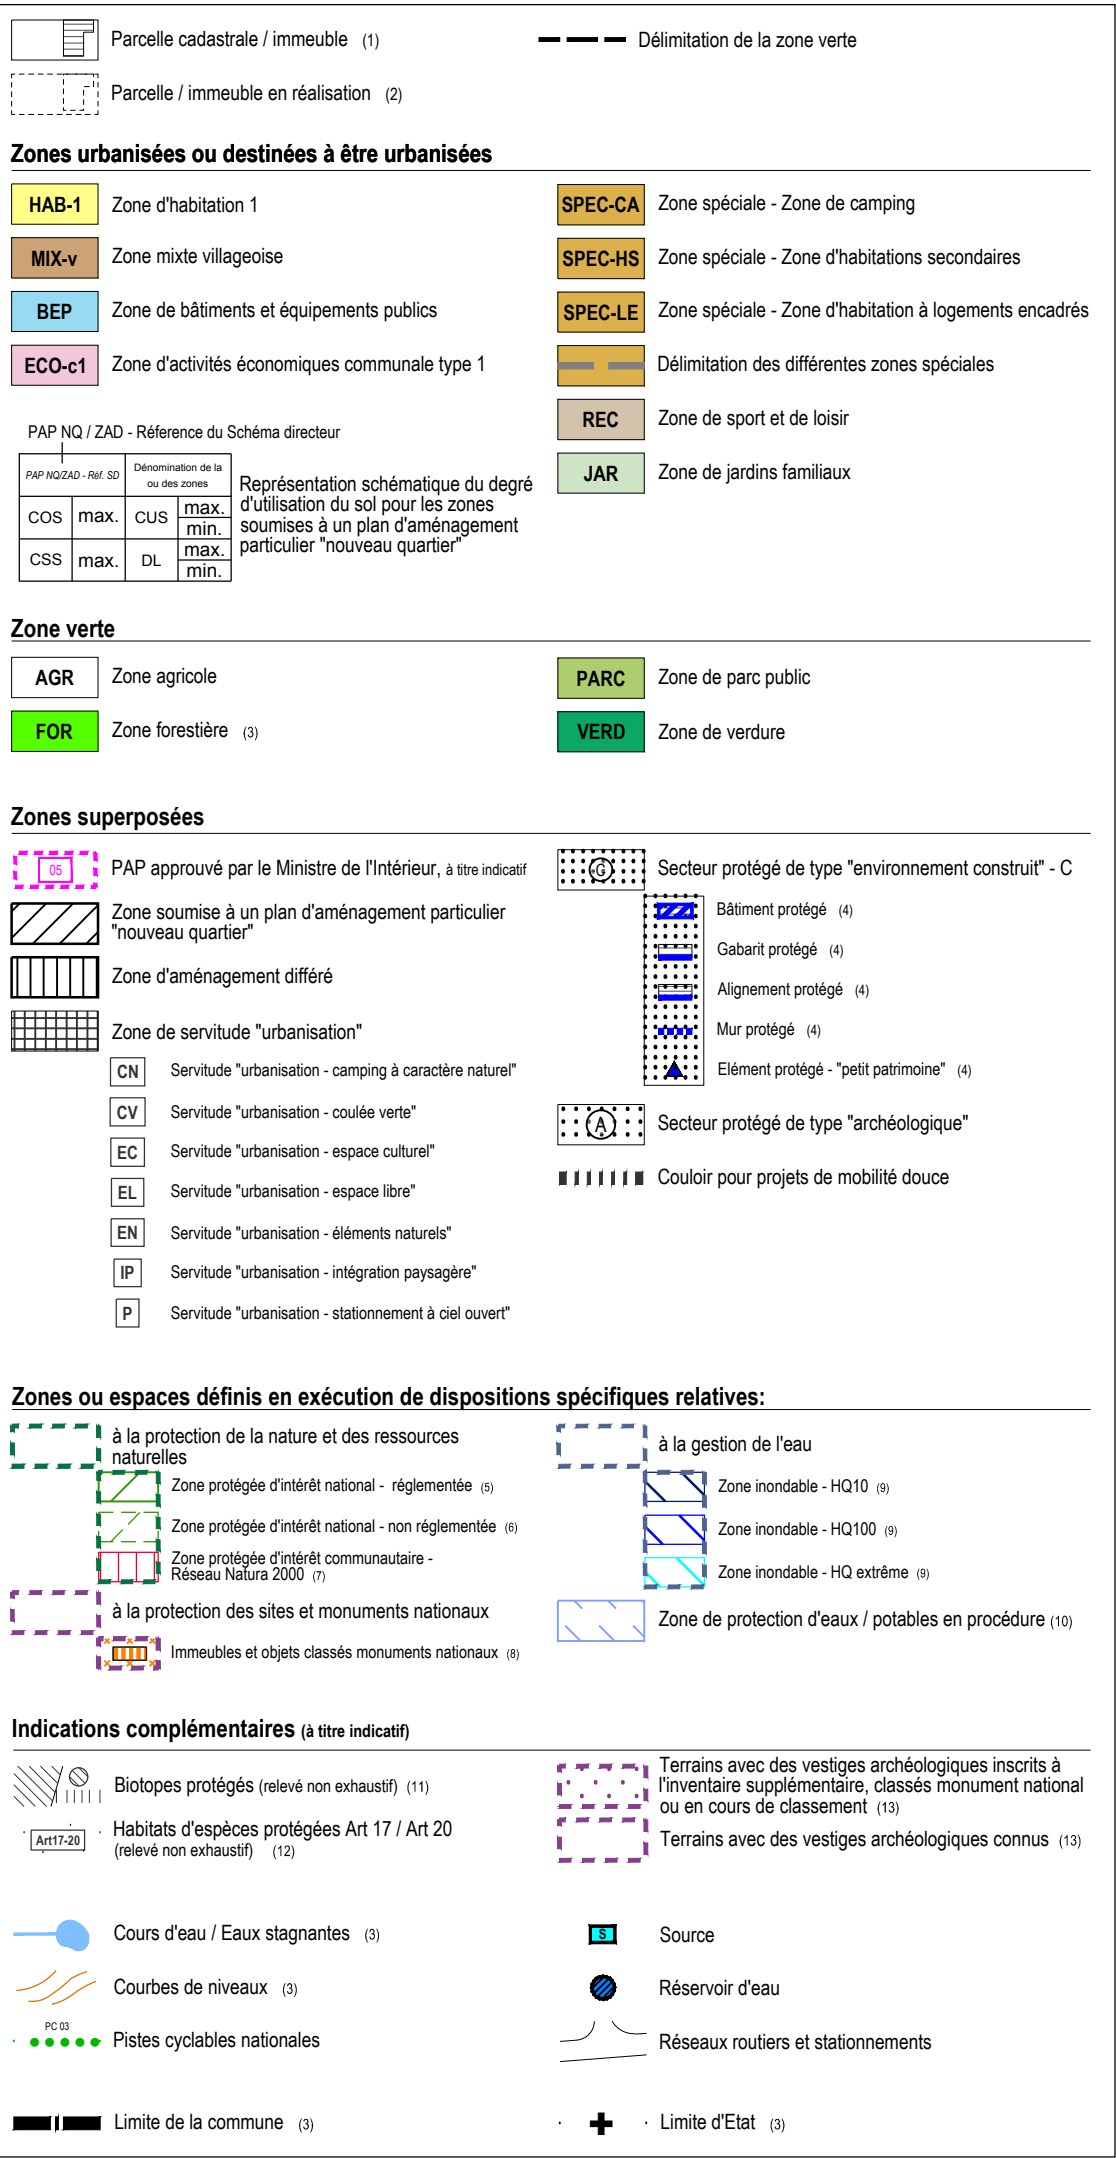 Parcelle cadastrale / immeuble (1)
Délimitation de la zone verte
Parcelle / immeuble en réalisation (2)
Zones urbanisées ou destinées à être urbanisées
HAB-1 Zone d'habitation 1
MIX-v Zone mixte villageoise
BEP Zone de bâtiments et équipements publics
ECO-c1 Zone d'activités économiques communale type 1
SPEC-CA Zone spéciale - Zone de camping
SPEC-HS Zone spéciale - Zone d'habitations secondaires
SPEC-LE Zone spéciale - Zone d'habitation à logements encadrés
Délimitation des différentes zones spéciales
REC Zone de sport et de loisir
JAR Zone de jardins familiaux
PAP NQ / ZAD - Réference du Schéma directeur
PAP NQ/ZAD - Réf. SD
Dénomination de la
ou des zones
COS max. CUS max.
min.
CSS max. DL max.
min.
Représentation schématique du degré
d'utilisation du sol pour les zones
soumises à un plan d'aménagement
particulier "nouveau quartier"
Zone verte
AGR Zone agricole
FOR Zone forestière (3)
PARC Zone de parc public
VERD Zone de verdure
Zones superposées
05 PAP approuvé par le Ministre de l'Intérieur, à titre indicatif
Zone soumise à un plan d'aménagement particulier
"nouveau quartier"
Zone d'aménagement différé
Zone de servitude "urbanisation"
CN Servitude "urbanisation - camping à caractère naturel"
CV Servitude "urbanisation - coulée verte"
EC Servitude "urbanisation - espace culturel"
EL Servitude "urbanisation - espace libre"
EN Servitude "urbanisation - éléments naturels"
IP Servitude "urbanisation - intégration paysagère"
P Servitude "urbanisation - stationnement à ciel ouvert"
C Secteur protégé de type "environnement construit" - C
Bâtiment protégé (4)
Gabarit protégé (4)
Alignement protégé (4)
Mur protégé (4)
Elément protégé - "petit patrimoine" (4)
A Secteur protégé de type "archéologique"
Couloir pour projets de mobilité douce
Zones ou espaces définis en exécution de dispositions spécifiques relatives:
à la protection de la nature et des ressources
naturelles
Zone protégée d'intérêt national - réglementée (5)
Zone protégée d'intérêt national - non réglementée (6)
Zone protégée d'intérêt communautaire -
Réseau Natura 2000 (7)
à la protection des sites et monuments nationaux
Immeubles et objets classés monuments nationaux (8)
à la gestion de l'eau
Zone inondable - HQ10 (9)
Zone inondable - HQ100 (9)
Zone inondable - HQ extrême (9)
Zone de protection d'eaux / potables en procédure (10)
Indications complémentaires (à titre indicatif)
Biotopes protégés (relevé non exhaustif) (11)
Art17-20 Habitats d'espèces protégées Art 17 / Art 20
(relevé non exhaustif) (12)
Terrains avec des vestiges archéologiques inscrits à
l'inventaire supplémentaire, classés monument national
ou en cours de classement (13)
Terrains avec des vestiges archéologiques connus (13)
Cours d'eau / Eaux stagnantes (3)
S Source
Courbes de niveaux (3)
Réservoir d'eau
PC 03
Pistes cyclables nationales
Réseaux routiers et stationnements
Limite de la commune (3)
Limite d'Etat (3)